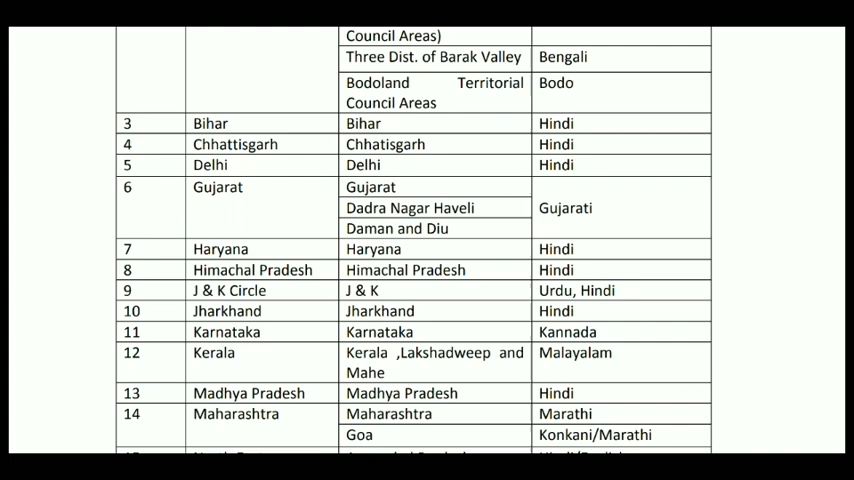 Council Areas)
Three Dist. of Barak Valley Bengali
Bodoland Territorial Bodo
Council Areas
3 Bihar Bihar Hindi
4 Chhattisgarh Chhatisgarh Hindi
5 Delhi Delhi Hindi
6 Gujarat Gujarat
Dadra Nagar Haveli Gujarati
Daman and Diu
7 Haryana Haryana Hindi
8 Himachal Pradesh Himachal Pradesh Hindi
9 J & K Circle J & K Urdu, Hindi
10 Jharkhand Jharkhand Hindi
11 Karnataka Karnataka Kannada
12 Kerala Kerala ,Lakshadweep and Malayalam
Mahe
13 Madhya Pradesh Madhya Pradesh Hindi
14 Maharashtra Maharashtra Marathi
Goa Konkani/Marathi